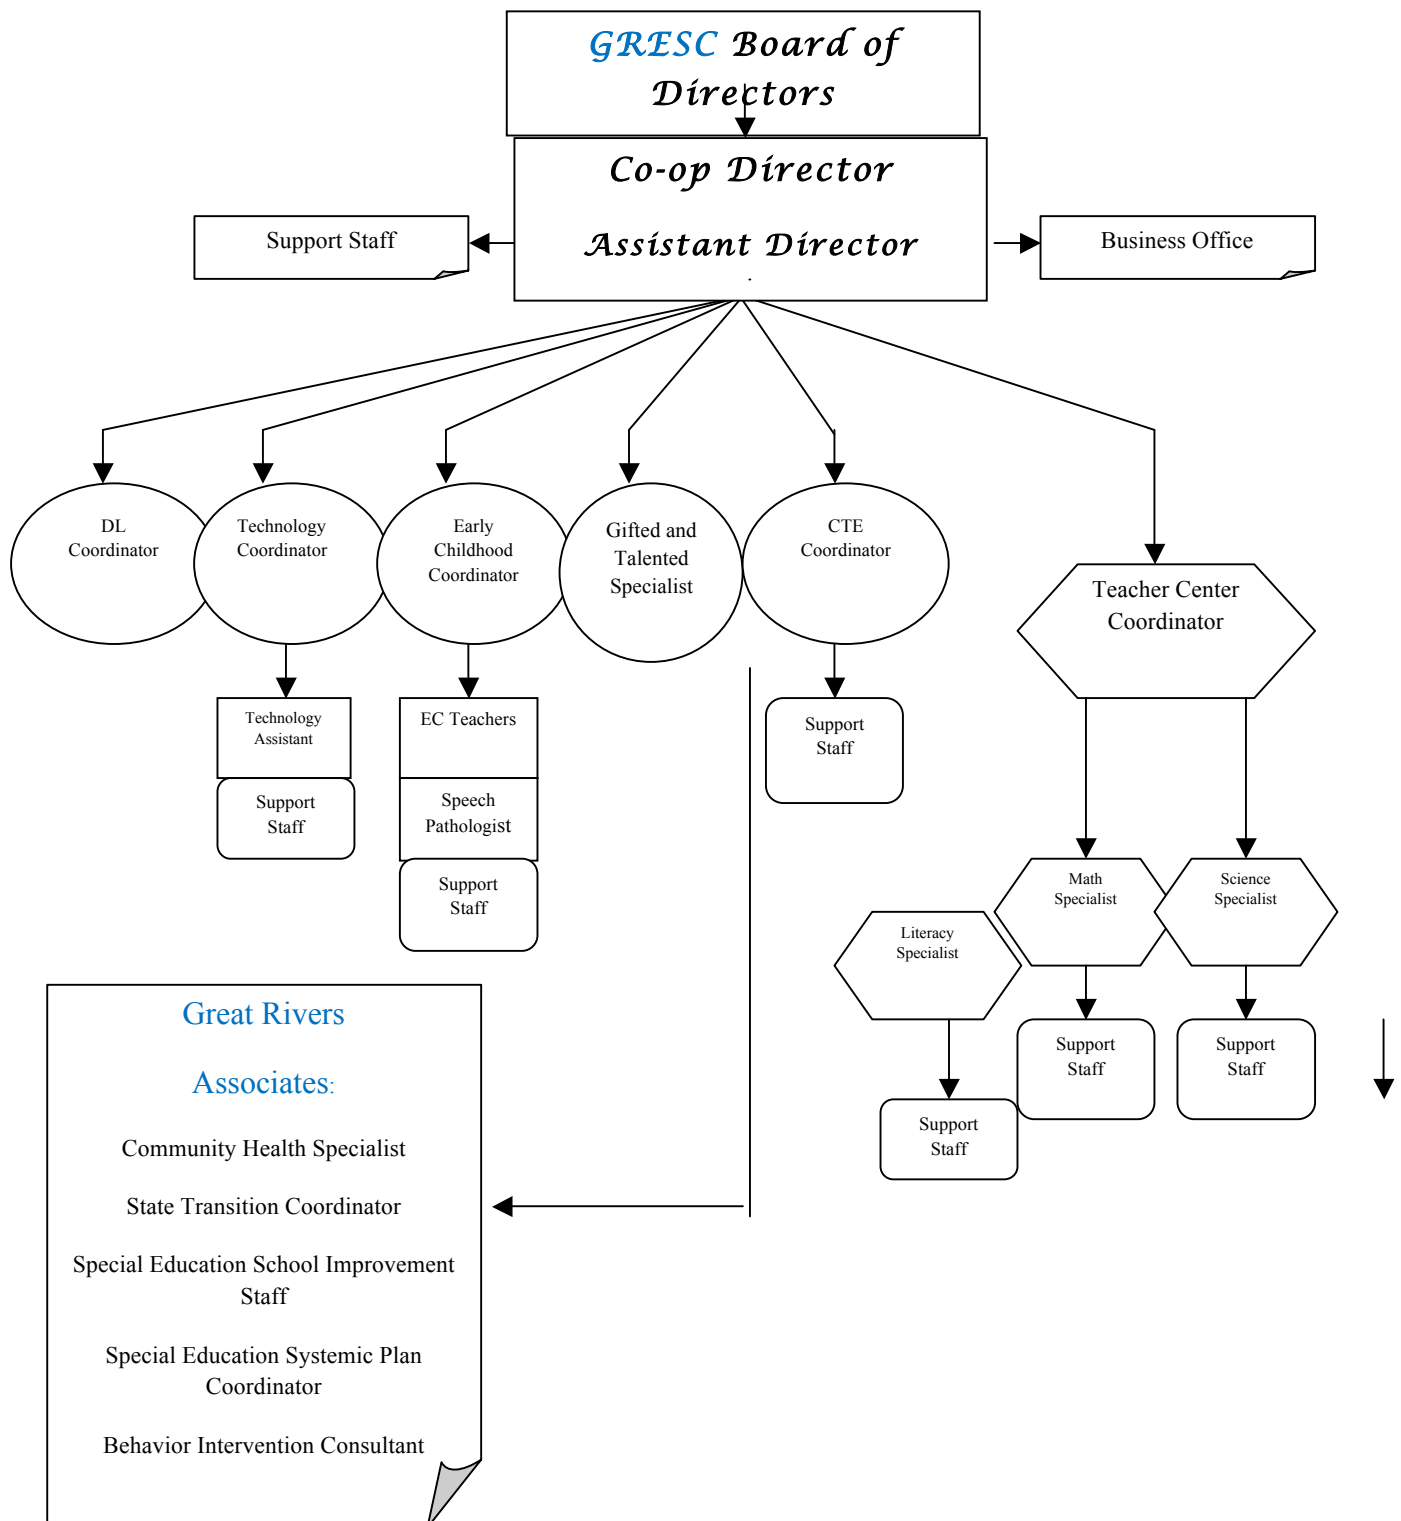 GRESC Board of
Directors
Co-op Director
Assistant Director
.
Support Staff
Business Office
DL
Coordinator
Technology
Coordinator
Early
Childhood
Coordinator
Gifted and
Talented
Specialist
CTE
Coordinator
Teacher Center
Coordinator
Technology
Assistant
Support
Staff
EC Teachers
Speech
Pathologist
Support
Staff
Support
Staff
Math
Specialist
Science
Specialist
Literacy
Specialist
Support
Staff
Support
Staff
Support
Staff
Great Rivers
Associates:
Community Health Specialist
State Transition Coordinator
Special Education School Improvement
Staff
Special Education Systemic Plan
Coordinator
Behavior Intervention Consultant